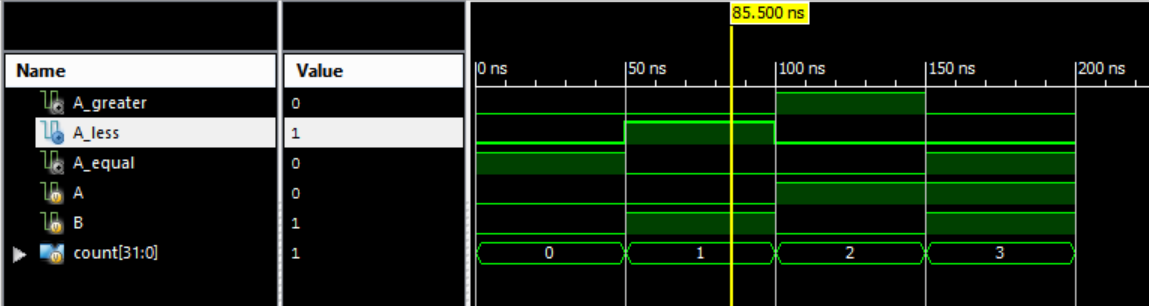 85.500 ns
Name Value
0 ns 50 ns 100 ns 150 ns 200 ns
A_greater 0
A_less 1
A_equal 0
A 0
B 1
count[31:0] 1 0 1 2 3